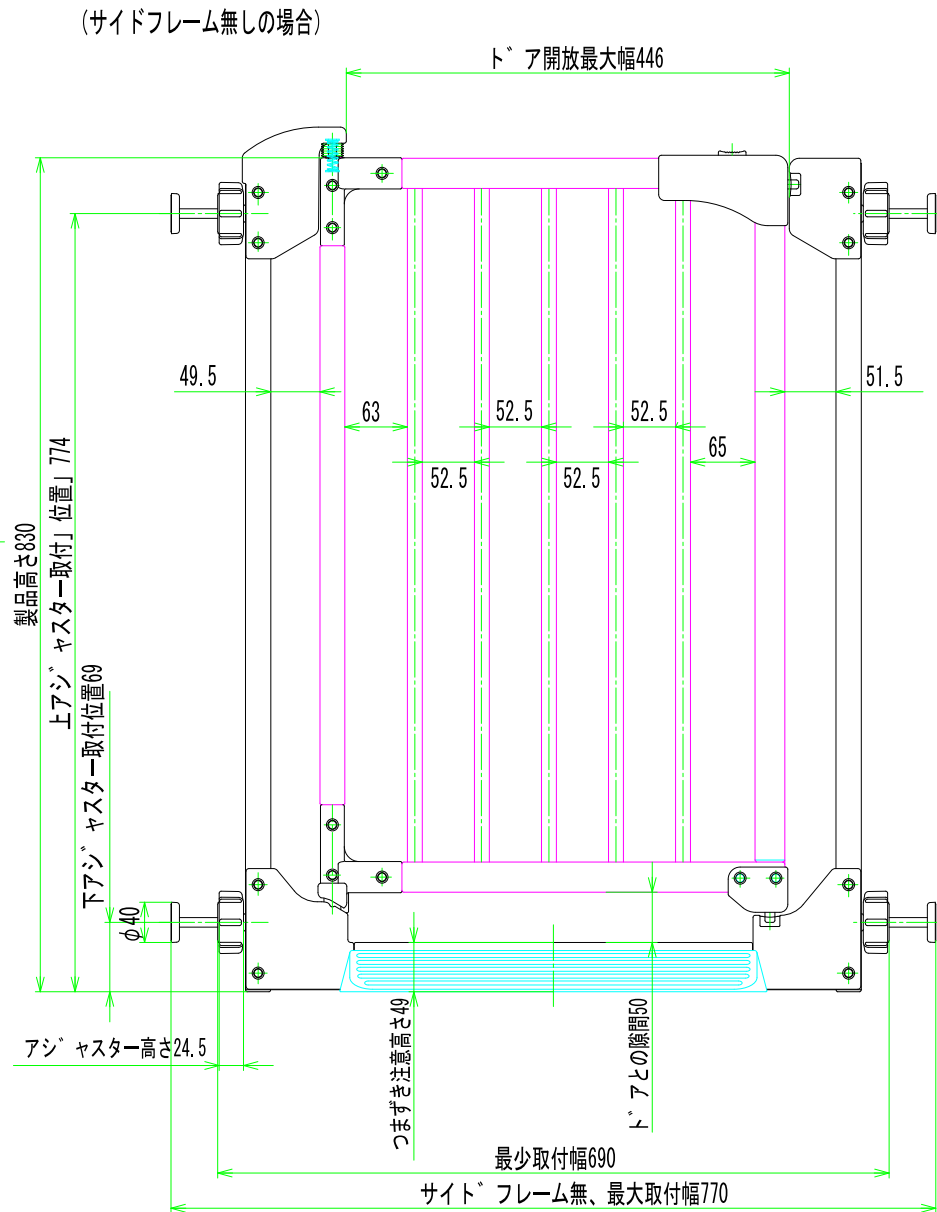 (サイドフレーム無しの場合)
ト゛ア開放最大幅446
49.5
51.5
63
52.5
52.5
52.5
52.5
65
製品高さ830
上アシ゛ャスター取付」位置」774
下アシ゛ャスター取付位置69
φ40
アシ゛ャスター高さ24.5
つまずき注意高さ49
ト゛アとの隙間50
最少取付幅690
サイト゛フレーム無、最大取付幅770